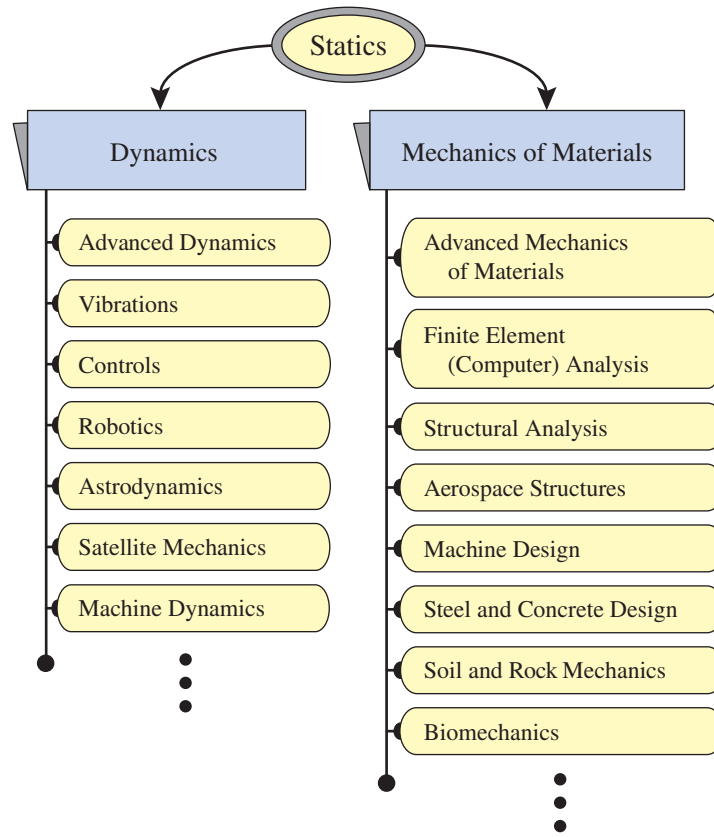 Statics
Dynamics
Advanced Dynamics
Vibrations
Controls
Robotics
Astrodynamics
Satellite Mechanics
Machine Dynamics
Mechanics of Materials
Advanced Mechanics
of Materials
Finite Element
(Computer) Analysis
Structural Analysis
Aerospace Structures
Machine Design
Steel and Concrete Design
Soil and Rock Mechanics
Biomechanics